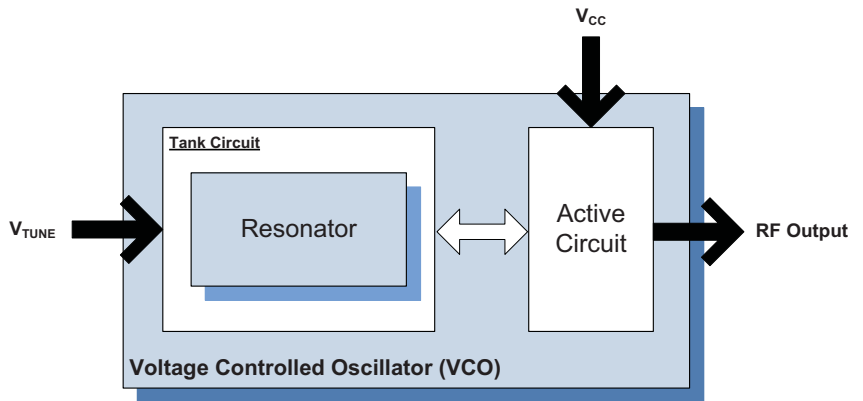 VCC
Tank Circuit
Resonator
Active
Circuit
VTUNE
RF Output
Voltage Controlled Oscillator (VCO)